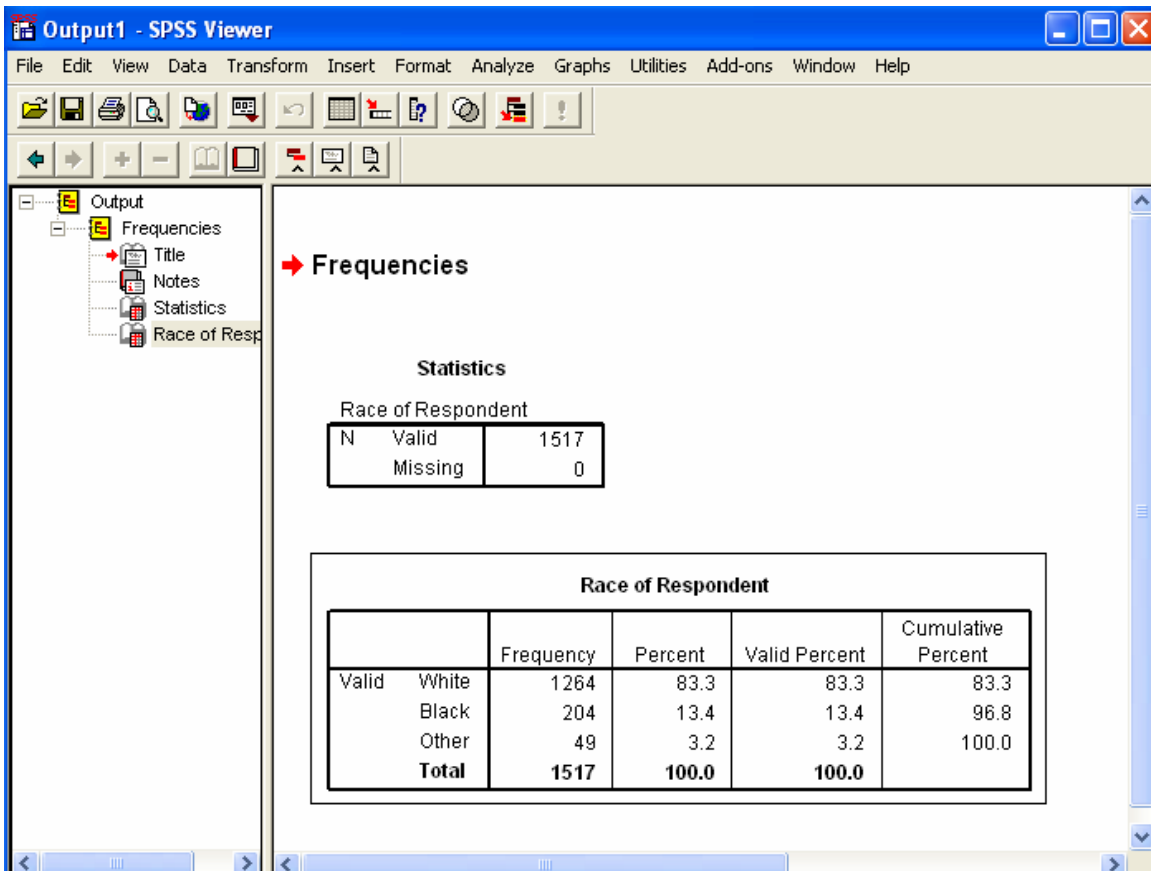 Output1 - SPSS Viewer
File Edit View Data Transform Insert Format Analyze Graphs Utilities Add-ons Window Help
Output
Frequencies
Title
Notes
Statistics
Race of Resp
Frequencies
Statistics
Race of Respondent
N Valid 1517
Missing 0
Race of Respondent
Frequency Percent Valid Percent Cumulative Percent
Valid White 1264 83.3 83.3 83.3
Black 204 13.4 13.4 96.8
Other 49 3.2 3.2 100.0
Total 1517 100.0 100.0